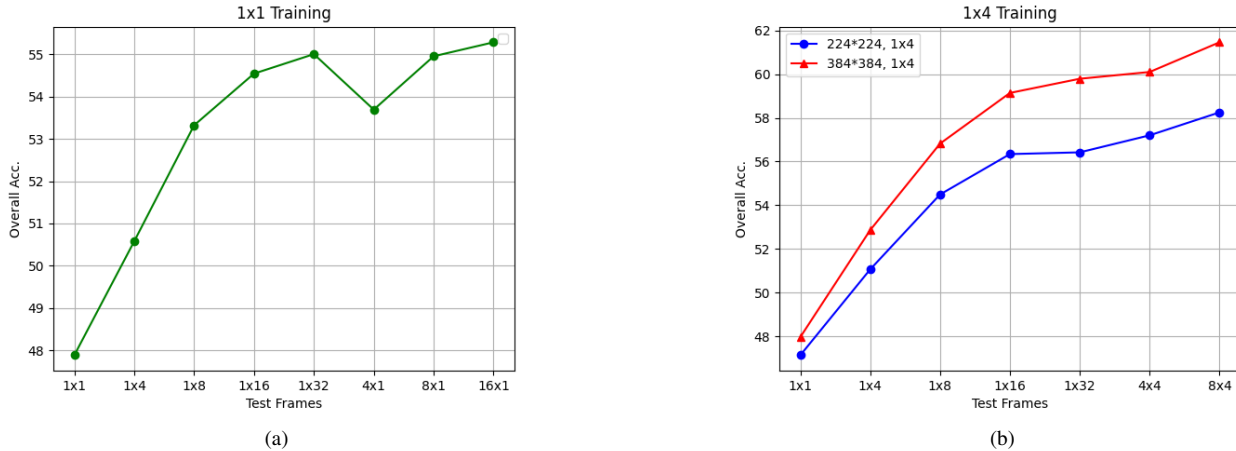 1x1 Training
55
54
53
52
51
50
49
48
Overall Acc.
1x1 1x4 1x8 1x16 1x32 4x1 8x1 16x1
Test Frames
(a)
1x4 Training
224*224, 1x4
384*384, 1x4
62
60
58
56
54
52
50
48
Overall Acc.
1x1 1x4 1x8 1x16 1x32 4x4 8x4
Test Frames
(b)